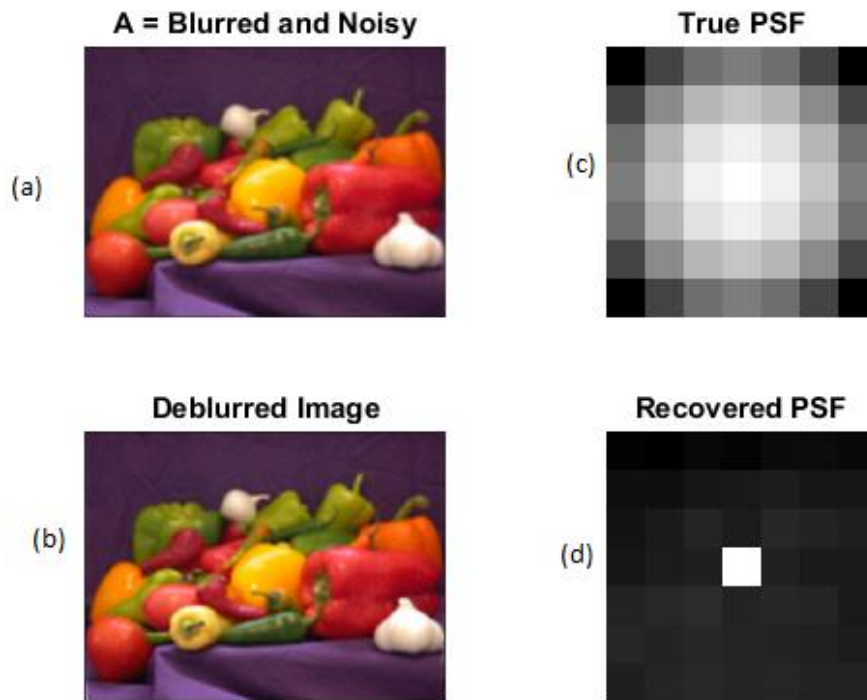 A = Blurred and Noisy
True PSF
(a)
(c)
Deblurred Image
Recovered PSF
(b)
(d)